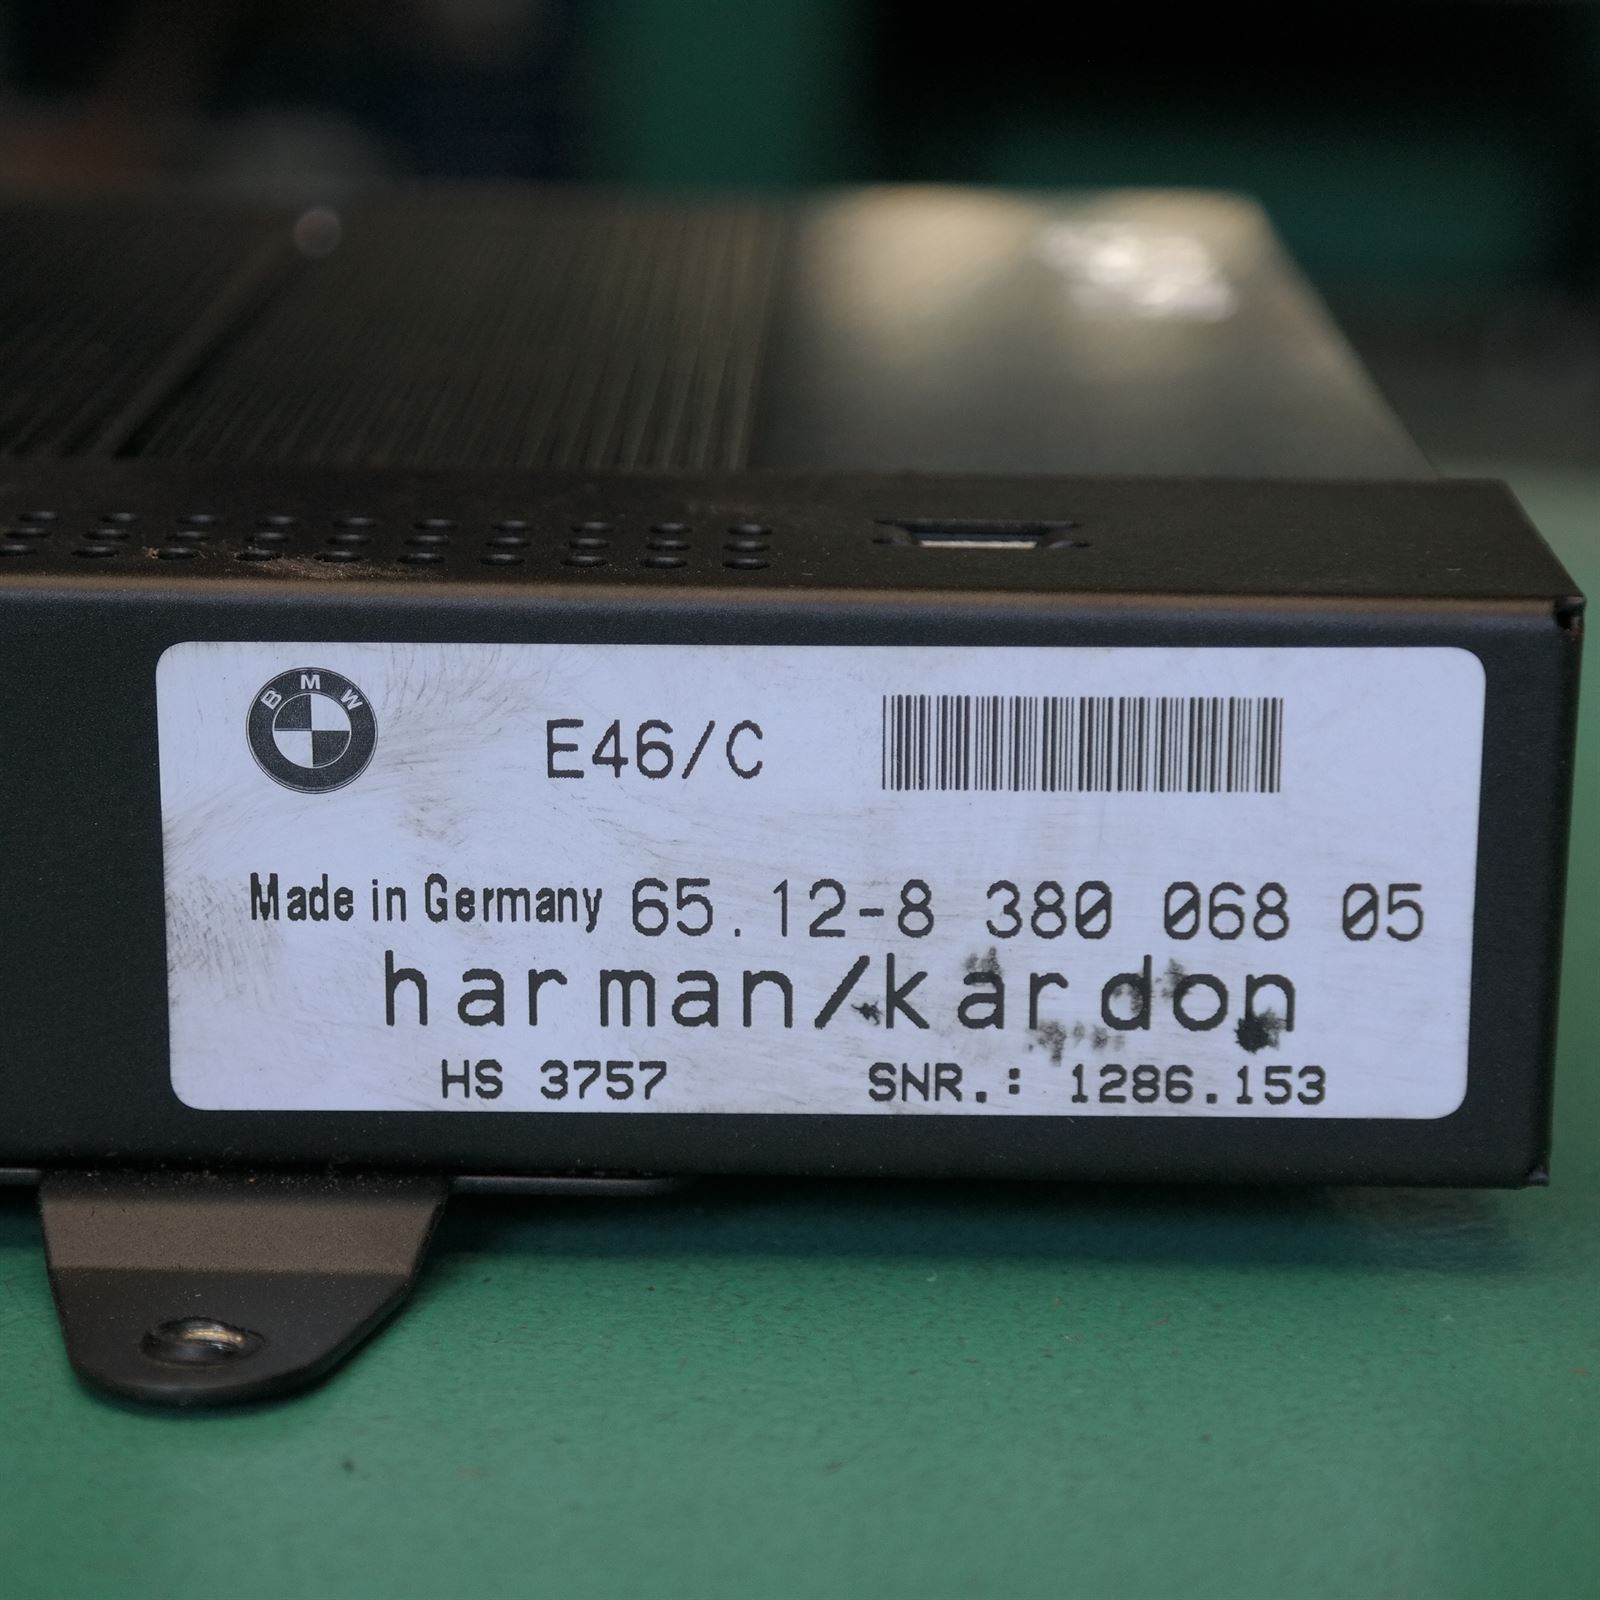 BMW
E46/C
Made in Germany 65.12-8 380 068 05
harman/kardon
HS 3757 SNR.: 1286.153